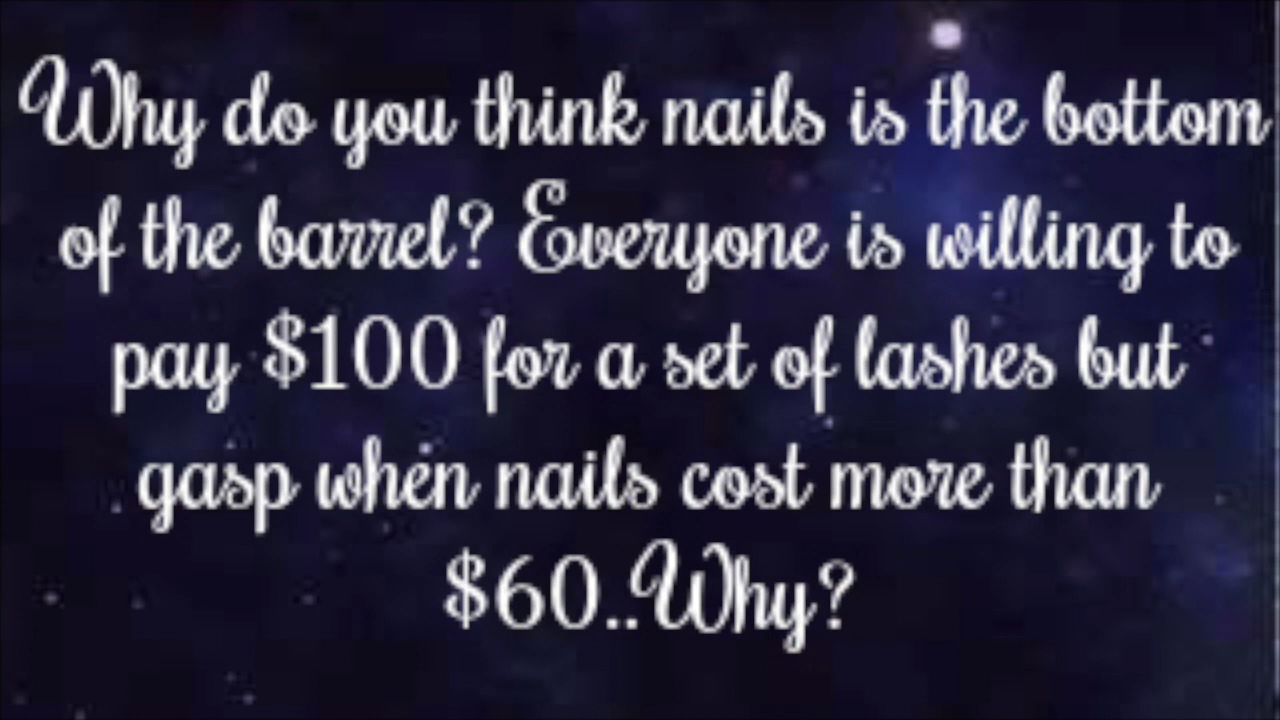 Why do you think nails is the bottom
of the barrel? Everyone is willing to
pay $100 for a set of lashes but
gasp when nails cost more than
$60..Why?